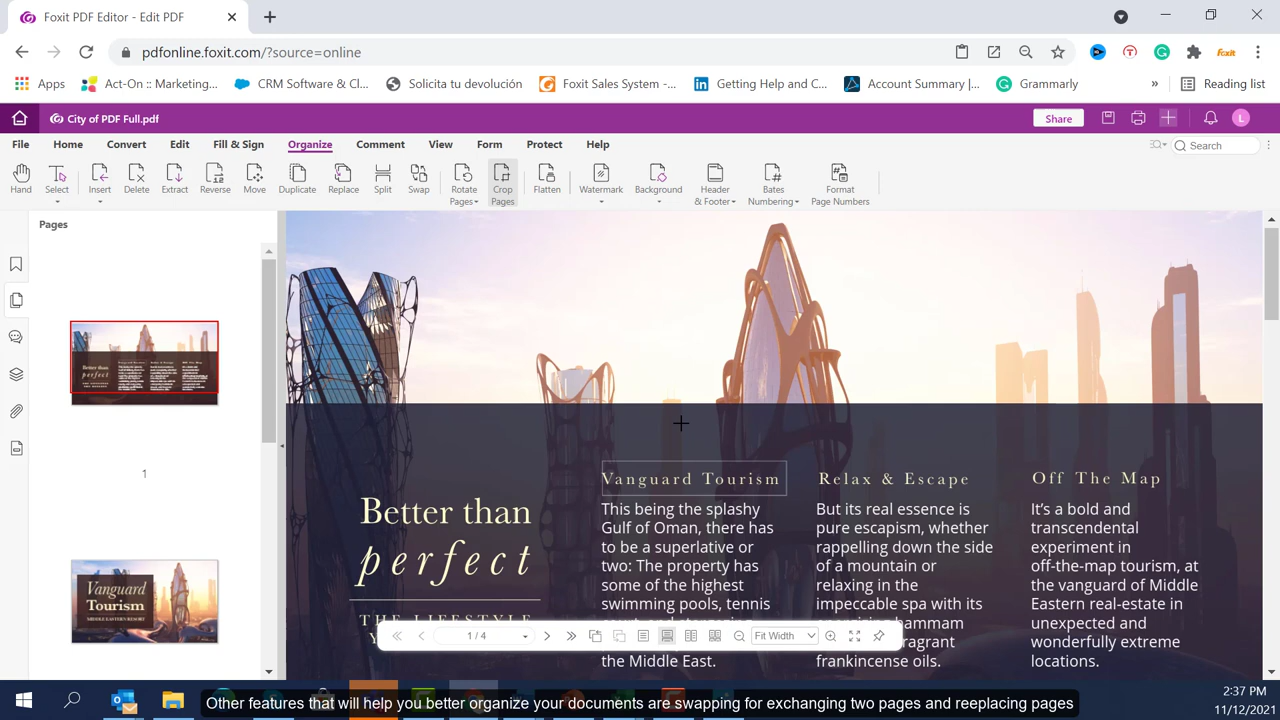 Foxit PDF Editor - Edit PDF
pdfonline.foxit.com/?source=online
Foxit
Apps
Act-On :: Marketing...
CRM Software & Cl...
Solicita tu devolución
Foxit Sales System -...
Getting Help and C...
Account Summary |...
Grammarly
»
Reading list
City of PDF Full.pdf
Share
L
File
Home
Convert
Edit
Fill & Sign
Organize
Comment
View
Form
Protect
Help
Search
Hand
Select
Insert
Delete
Extract
Reverse
Move
Duplicate
Replace
Split
Swap
Rotate
Pages
Crop
Pages
Flatten
Watermark
Background
Header
& Footer
Bates
Numbering
Format
Page Numbers
Pages
Better than
perfect
1
Vanguard
Tourism
MIDDLE EASTERN RESORT
Better than
perfect
THE LIFESTYLE
Vanguard Tourism
This being the splashy
Gulf of Oman, there has
to be a superlative or
two: The property has
some of the highest
swimming pools, tennis
the Middle East.
Relax & Escape
But its real essence is
pure escapism, whether
rappelling down the side
of a mountain or
relaxing in the
impeccable spa with its
frankincense oils.
Off The Map
It's a bold and
transcendental
experiment in
off-the-map tourism, at
the vanguard of Middle
Eastern real-estate in
unexpected and
wonderfully extreme
locations.
1 / 4
Fit Width
Other features that will help you better organize your documents are swapping for exchanging two pages and reeplacing pages
2:37 PM
11/12/2021